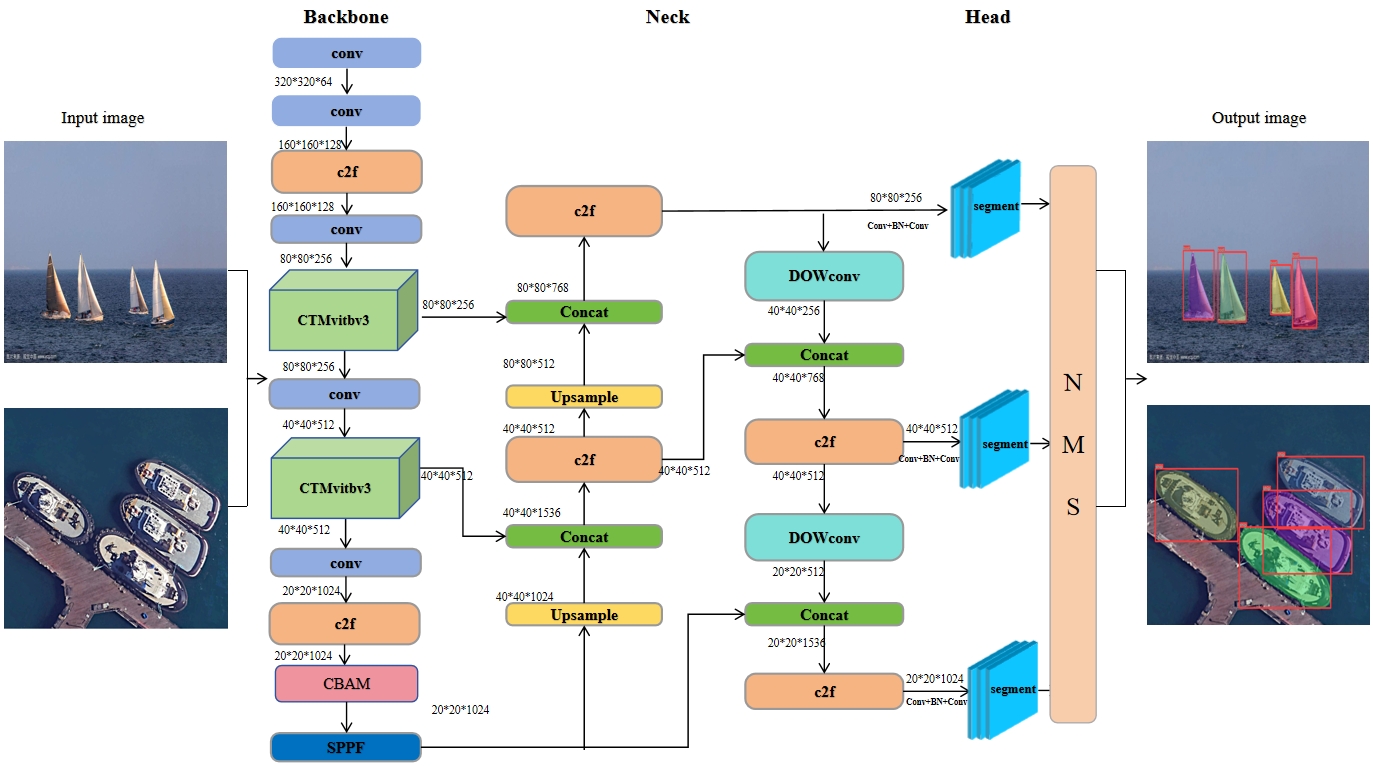 Backbone
Neck
Head
Input image
Output image
conv
320*320*64
conv
160*160*128
c2f
160*160*128
conv
80*80*256
CTMvitbv3
80*80*256
80*80*256
conv
40*40*512
CTMvitbv3
40*40*512
40*40*512
conv
20*20*1024
c2f
20*20*1024
CBAM
20*20*1024
SPPF
c2f
80*80*768
Concat
80*80*512
Upsample
40*40*512
c2f
40*40*512
40*40*1536
Concat
40*40*1024
Upsample
80*80*256
Conv+BN+Conv
segment
DOWconv
40*40*256
Concat
40*40*768
c2f
40*40*512
Conv+BN+Conv
segment
40*40*512
DOWconv
20*20*512
Concat
20*20*1536
c2f
20*20*1024
Conv+BN+Conv
segment
N
M
S